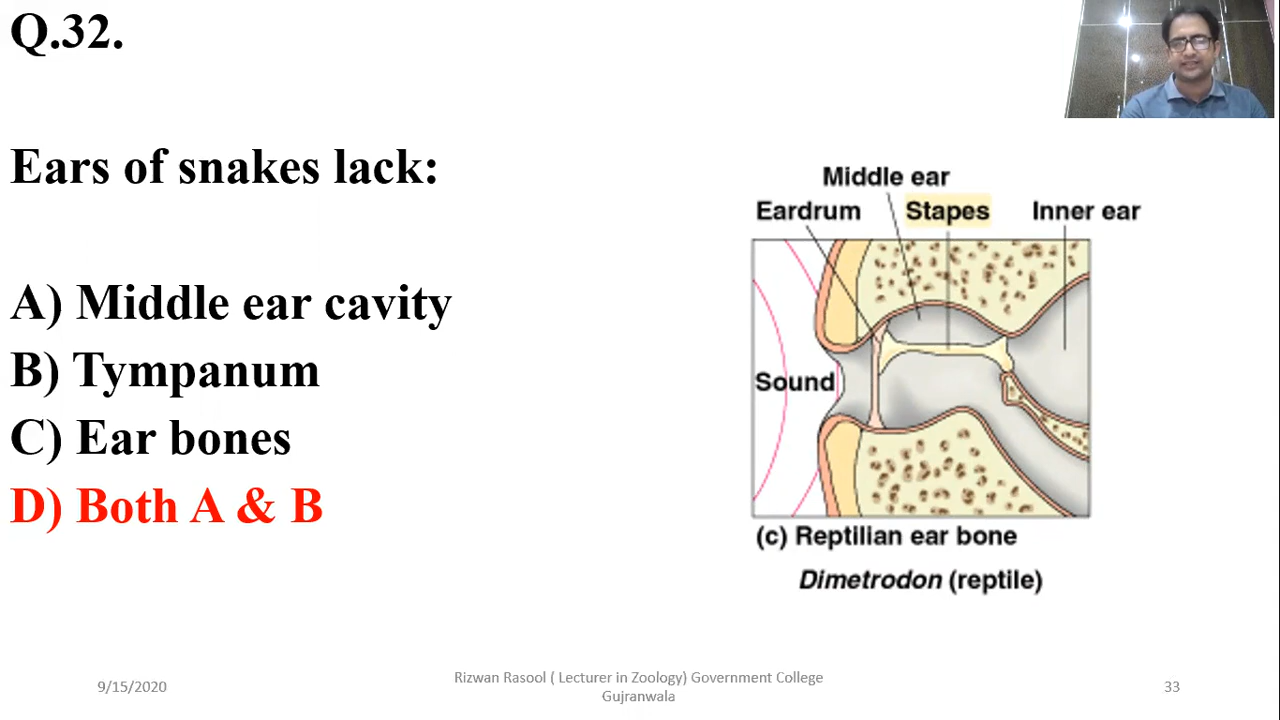 Q.32.
Ears of snakes lack:
A) Middle ear cavity
B) Tympanum
C) Ear bones
D) Both A & B
Middle ear
Eardrum Stapes Inner ear
Sound
(c) Reptilian ear bone
Dimetrodon (reptile)
9/15/2020
Rizwan Rasool ( Lecturer in Zoology) Government College
Gujranwala
33